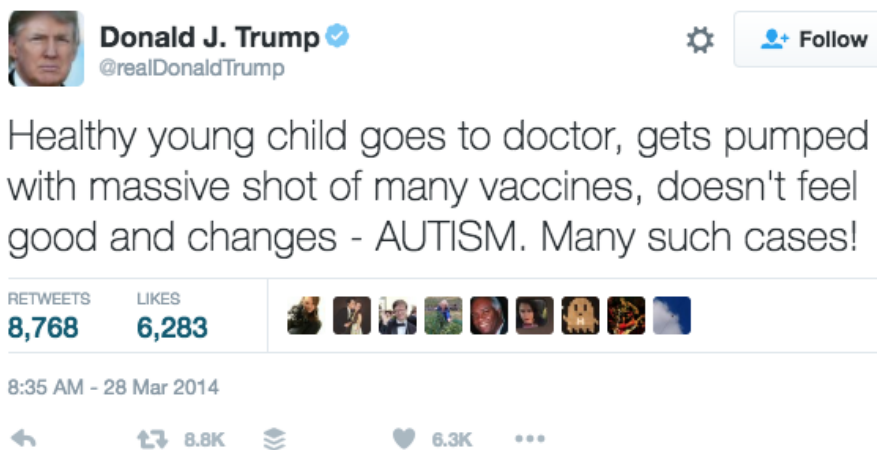 Donald J. Trump
@realDonaldTrump
Follow
Healthy young child goes to doctor, gets pumped
with massive shot of many vaccines, doesn't feel
good and changes - AUTISM. Many such cases!
RETWEETS LIKES
8,768 6,283
8:35 AM - 28 Mar 2014
8.8K 6.3K